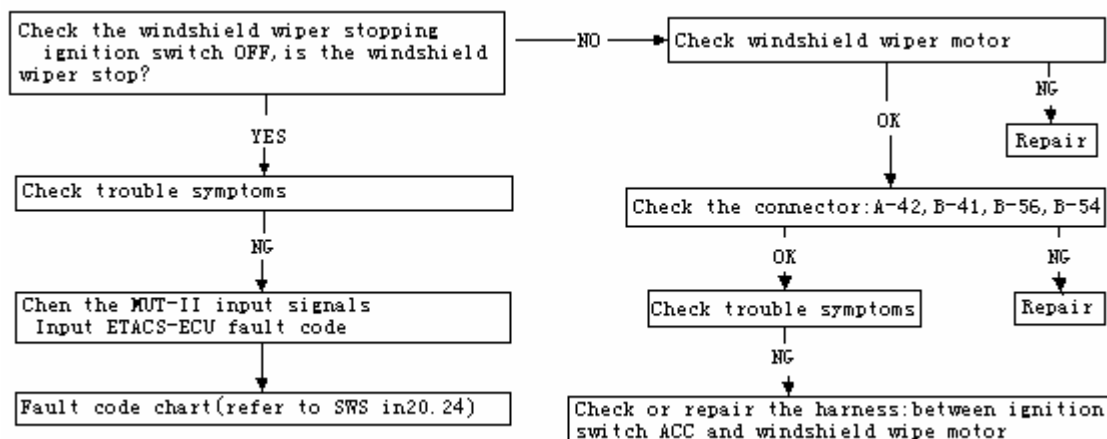 Check the windshield wiper stopping
ignition switch OFF, is the windshield
wiper stop?
NO
Check windshield wiper motor
YES
OK
NG
Repair
Check trouble symptoms
Check the connector:A-42, B-41, B-56, B-54
NG
OK
NG
Chen the MUT-II input signals
Input ETACS-ECU fault code
Check trouble symptoms
Repair
NG
Fault code chart(refer to SWS in20.24)
Check or repair the harness:between ignition
switch ACC and windshield wipe motor